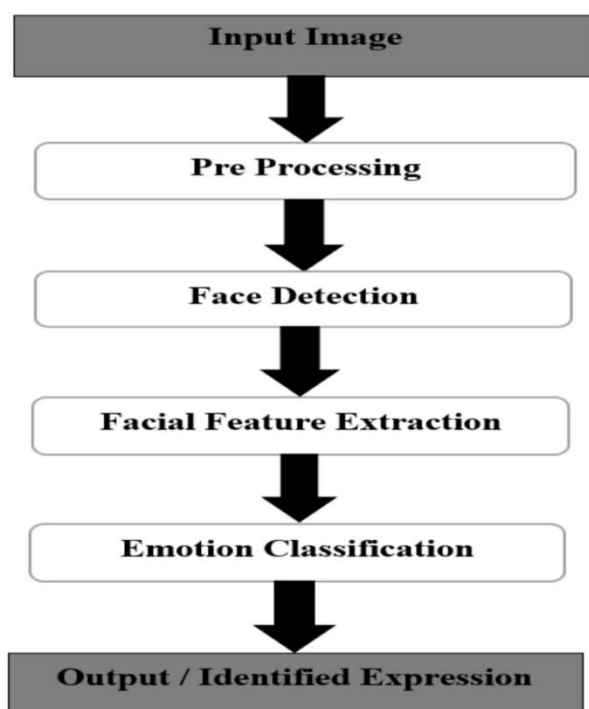 Input Image
Pre Processing
Face Detection
Facial Feature Extraction
Emotion Classification
Output / Identified Expression